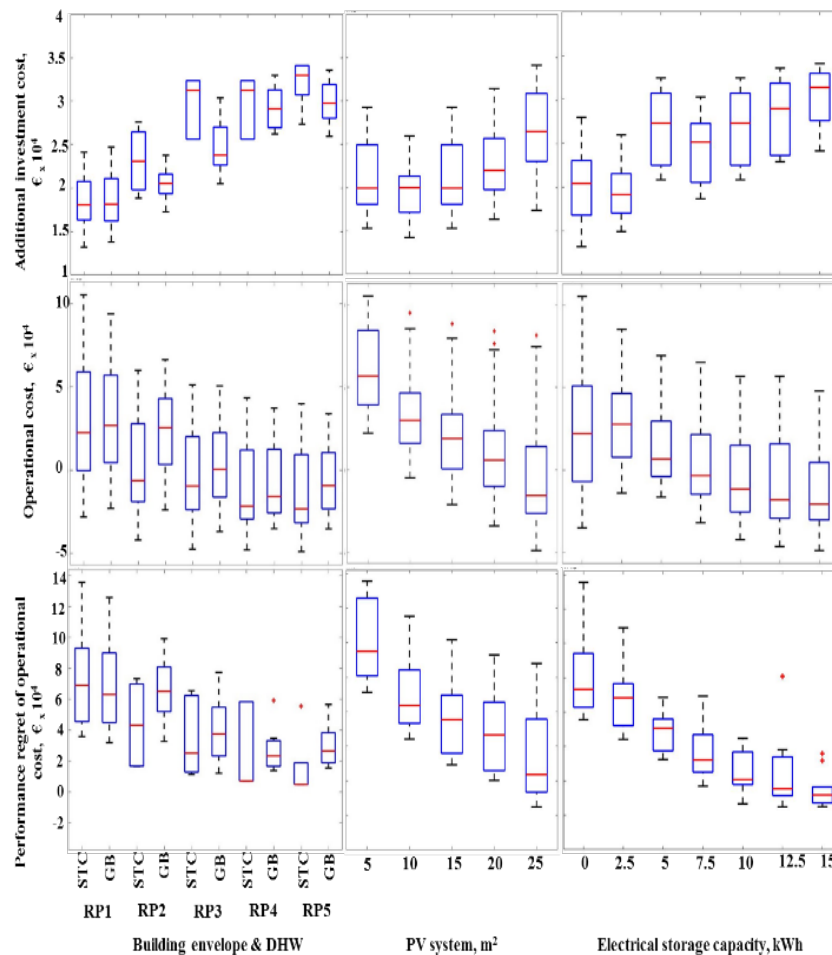 Additional investment cost,
€ x 10⁴
4
3.5
3
2.5
2
1.5
1
Operational cost, € x 10⁴
10
5
0
-5
Performance regret of operational
cost, € x 10⁴
14
12
10
8
6
4
2
0
-2
STC GB STC GB STC GB STC GB STC GB
RP1 RP2 RP3 RP4 RP5
5 10 15 20 25
0 2.5 5 7.5 10 12.5 15
Building envelope & DHW PV system, m² Electrical storage capacity, kWh